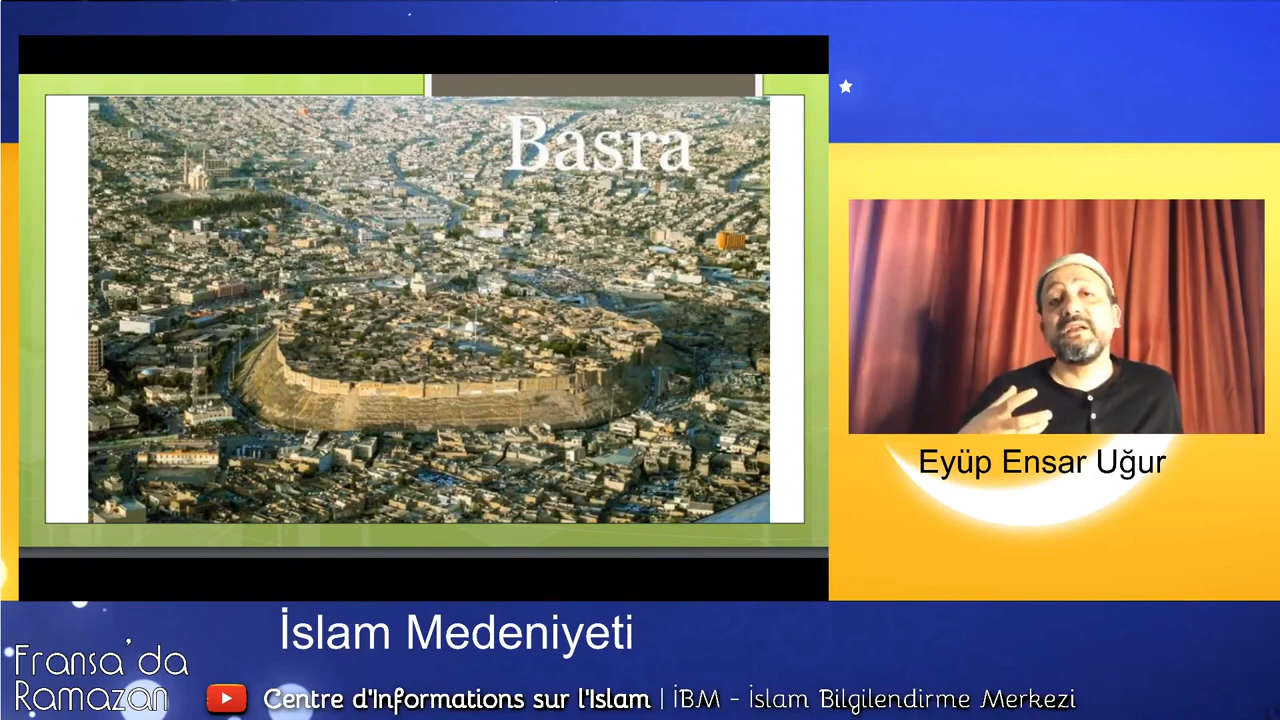 Basra
Eyüp Ensar Uğur
İslam Medeniyeti
Fransa'da
Ramazan
Centre d'Informations sur l'Islam | İBM - İslam Bilgilendirme Merkezi